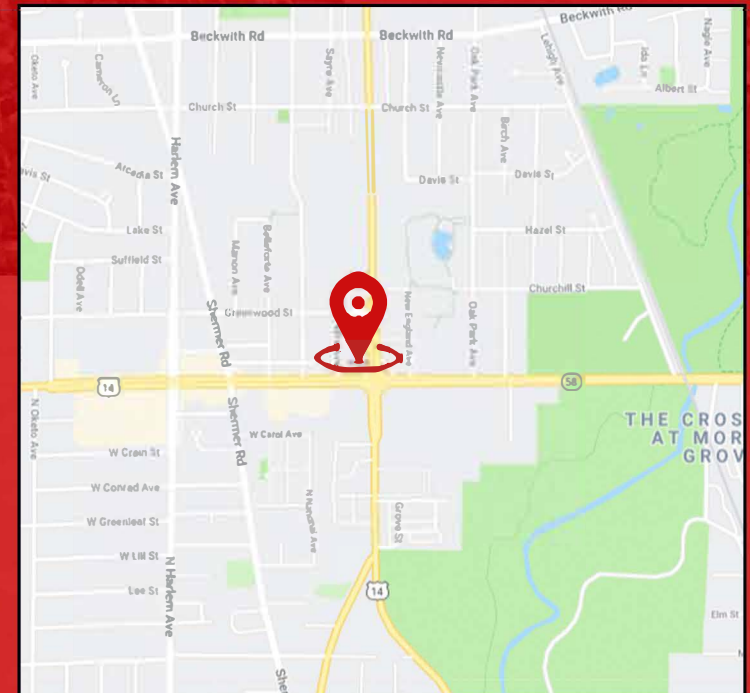 Beckwith Rd
Beckwith Rd
Beckwith Rd
Nagle Ave
Oketo Ave
Cameron Ln
Sayre Ave
Newcastle Ave
Oak Park Ave
Lehigh Ave
Ida Ln
Albert St
Church St
Church St
Harlem Ave
Birch Ave
Arcadia St
Davis St
Davis St
Lake St
Bellefonte Ave
Hazel St
Suffield St
Marion Ave
Odell Ave
Churchill St
Shermer Rd
Greenwood St
New England Ave
Oak Park Ave
14
58
N Oketo Ave
Shermer Rd
W Carol Ave
THE CROS
AT MOR
GROV
W Crain St
W Conrad Ave
N Nashville Ave
Grove St
W Greenleaf St
W Lill St
N Harlem Ave
Lee St
14
Elm St
She